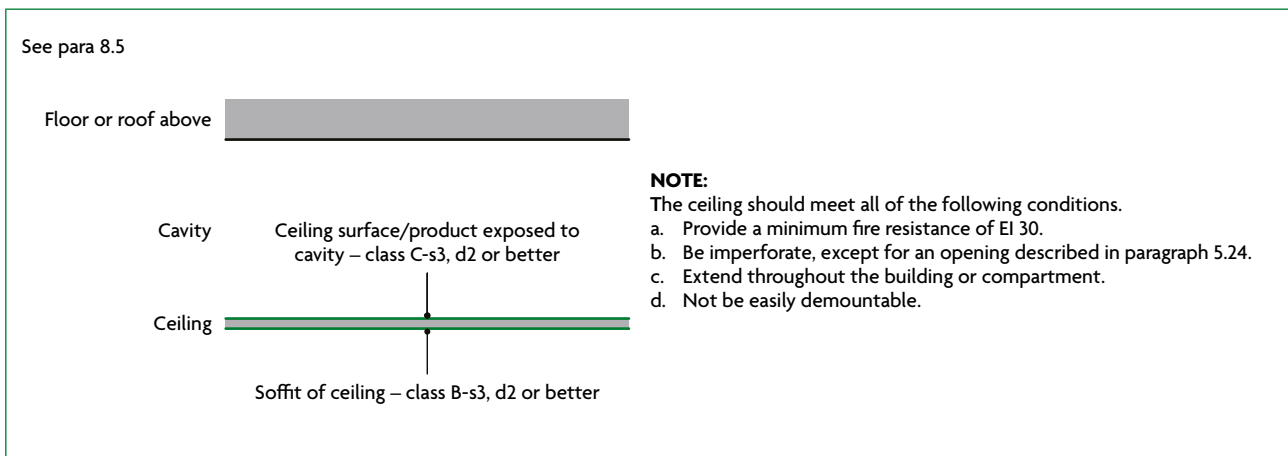 See para 8.5
Floor or roof above
Cavity
Ceiling surface/product exposed to
cavity – class C-s3, d2 or better
Ceiling
Soffit of ceiling – class B-s3, d2 or better
NOTE:
The ceiling should meet all of the following conditions.
a. Provide a minimum fire resistance of EI 30.
b. Be imperforate, except for an opening described in paragraph 5.24.
c. Extend throughout the building or compartment.
d. Not be easily demountable.